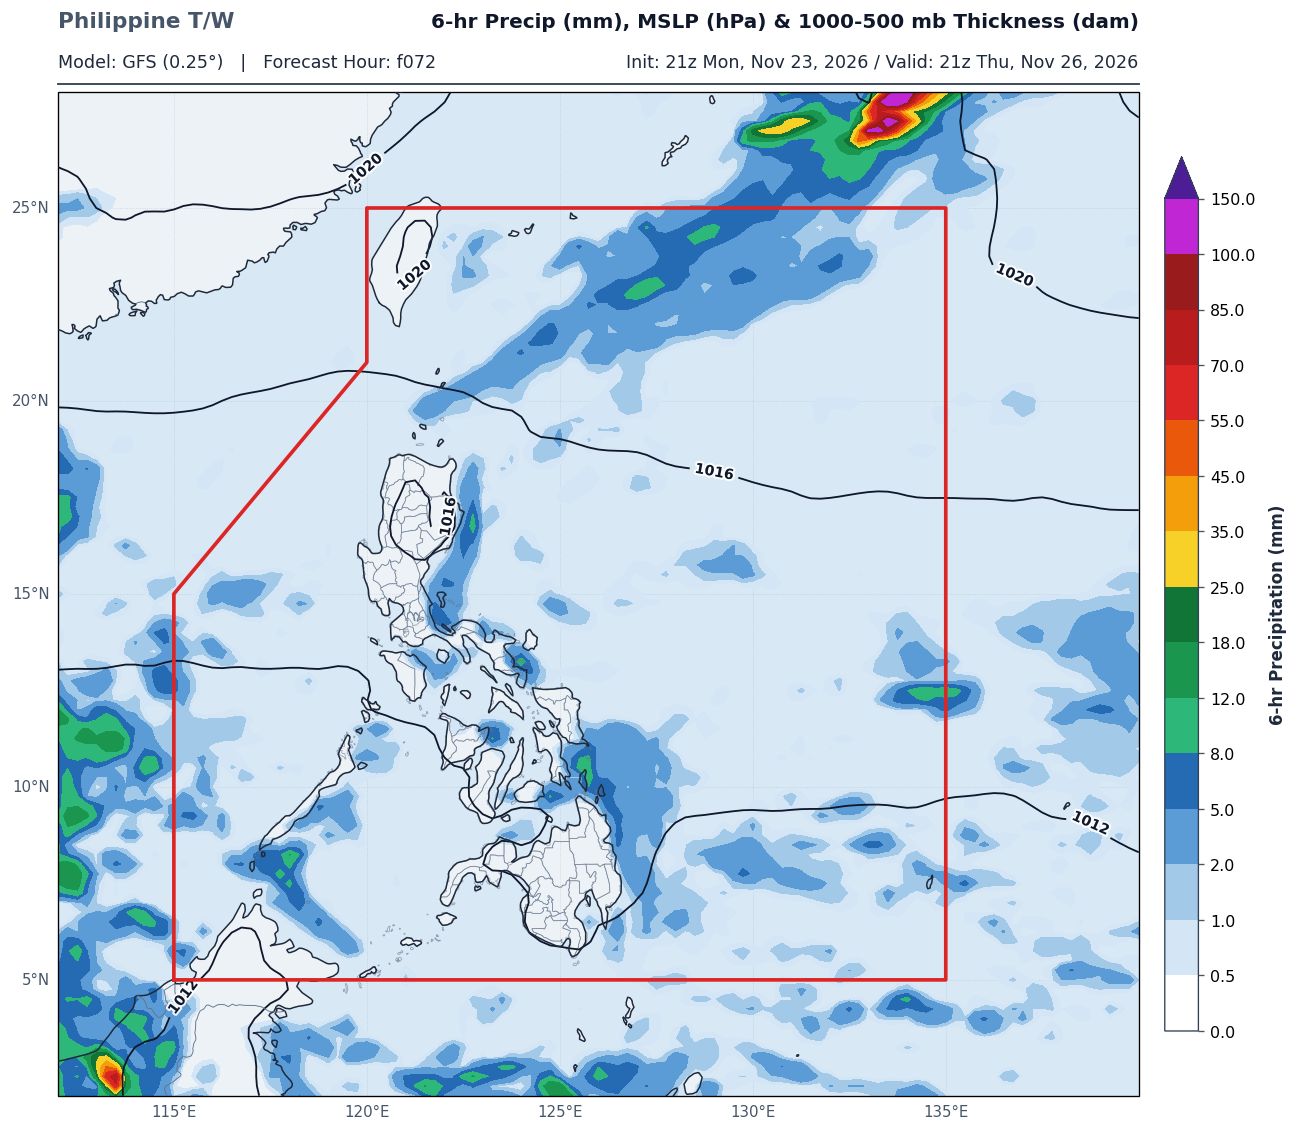 Philippine T/W
6-hr Precip (mm), MSLP (hPa) & 1000-500 mb Thickness (dam)
Model: GFS (0.25°) | Forecast Hour: f072
Init: 21z Mon, Nov 23, 2026 / Valid: 21z Thu, Nov 26, 2026
1020
1020
1020
1016
1016
1012
1012
25°N
20°N
15°N
10°N
5°N
115°E
120°E
125°E
130°E
135°E
150.0
100.0
85.0
70.0
55.0
45.0
35.0
25.0
18.0
12.0
8.0
5.0
2.0
1.0
0.5
0.0
6-hr Precipitation (mm)